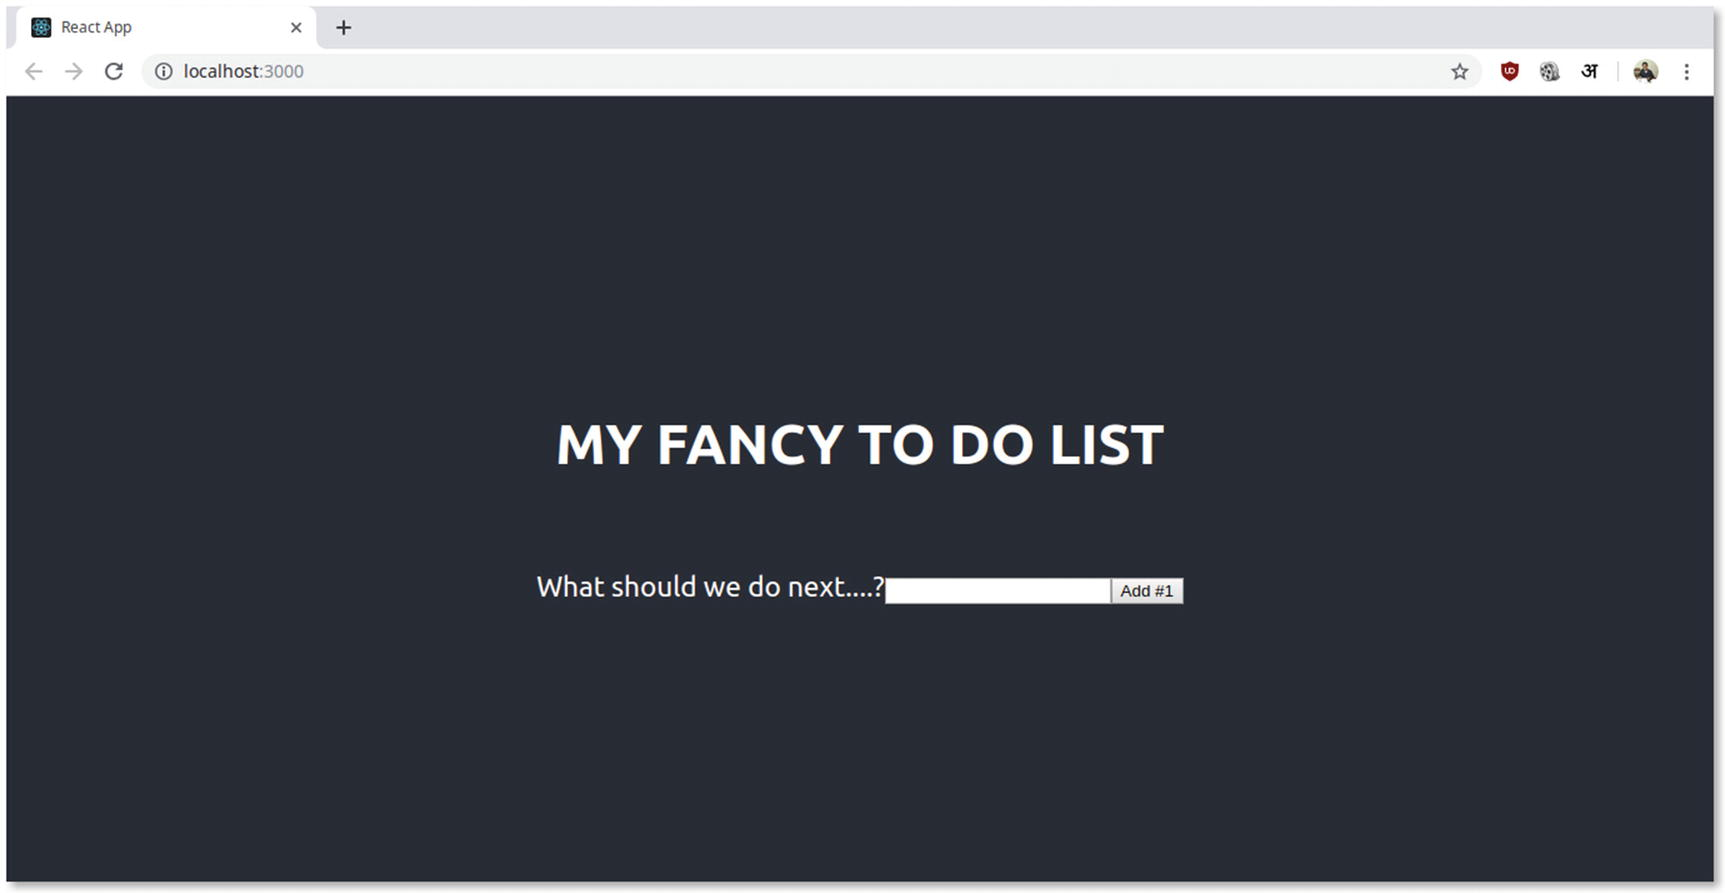 React App
localhost:3000
अ
MY FANCY TO DO LIST
What should we do next....?
Add #1